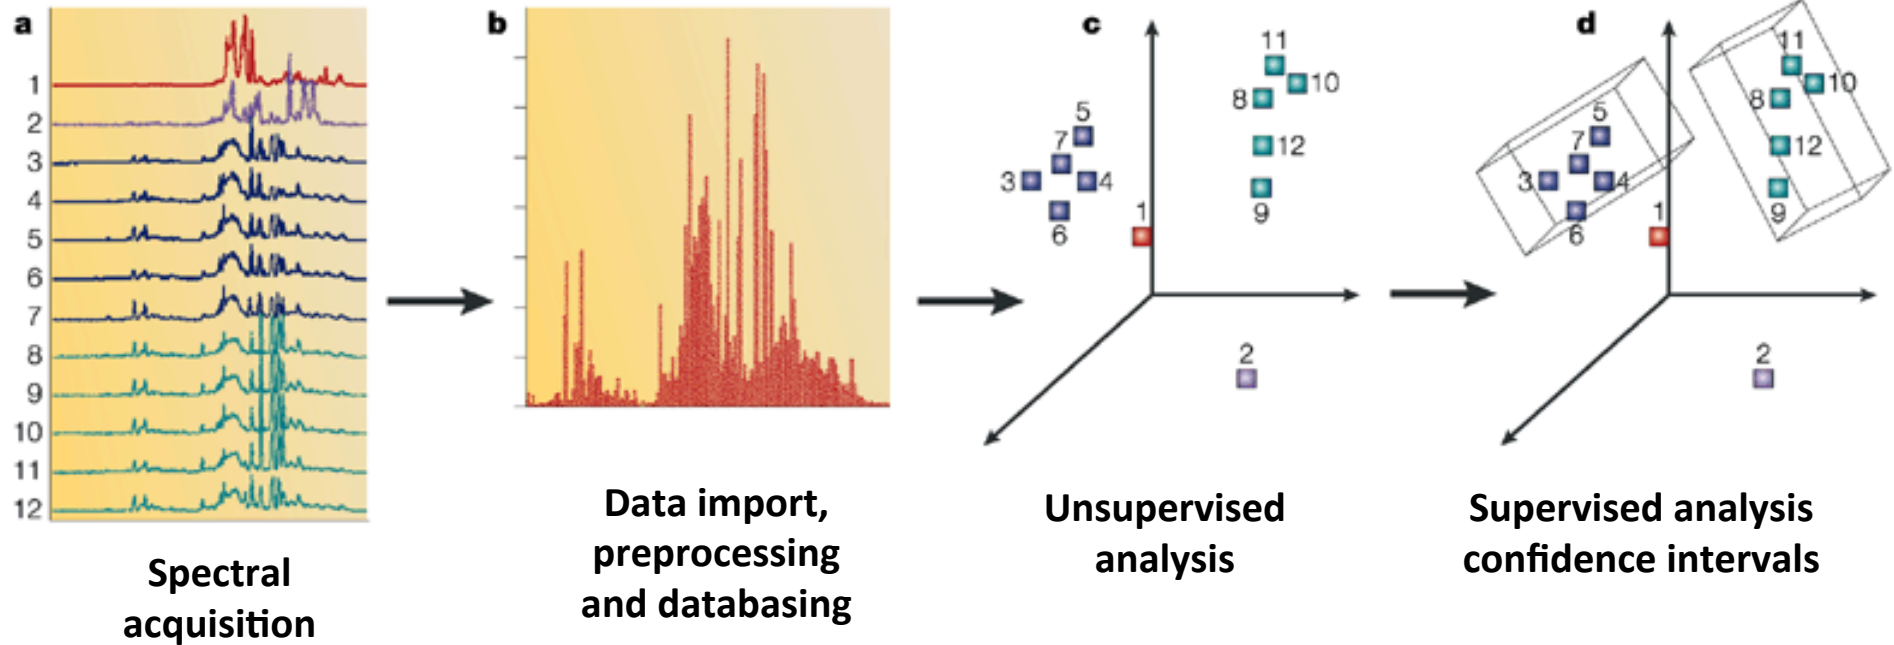 a
1
2
3
4
5
6
7
8
9
10
11
12
Spectral
acquisition
b
Data import,
preprocessing
and databasing
c
11
10
8
5
7
12
3
4
9
1
6
2
Unsupervised
analysis
d
11
10
8
5
7
12
3
4
9
1
6
2
Supervised analysis
confidence intervals